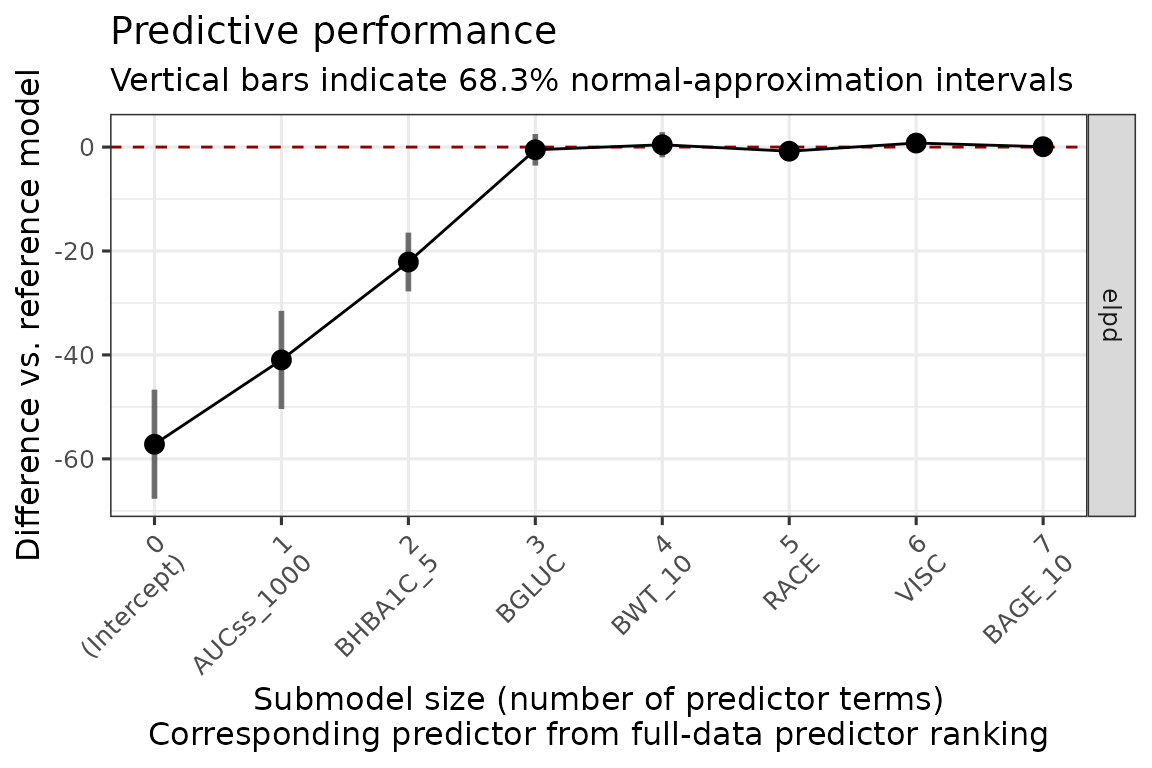 Predictive performance
Vertical bars indicate 68.3% normal-approximation intervals
Difference vs. reference model
0
-20
-40
-60
elpd
0
(Intercept)
1
AUCss_1000
2
BHBA1C_5
3
BGLUC
4
BWT_10
5
RACE
6
VISC
7
BAGE_10
Submodel size (number of predictor terms)
Corresponding predictor from full-data predictor ranking